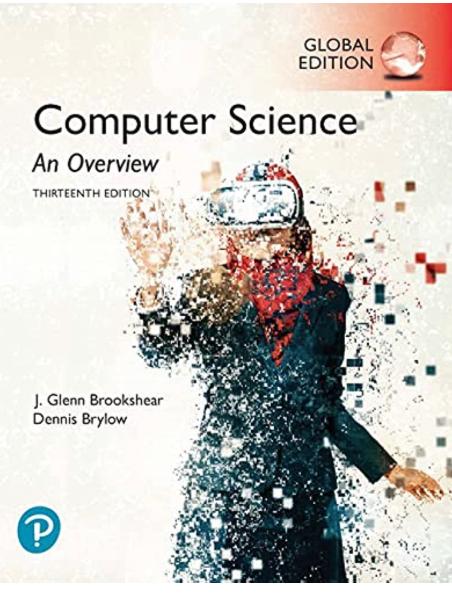 GLOBAL
EDITION
Computer Science
An Overview
THIRTEENTH EDITION
J. Glenn Brookshear
Dennis Brylow
P